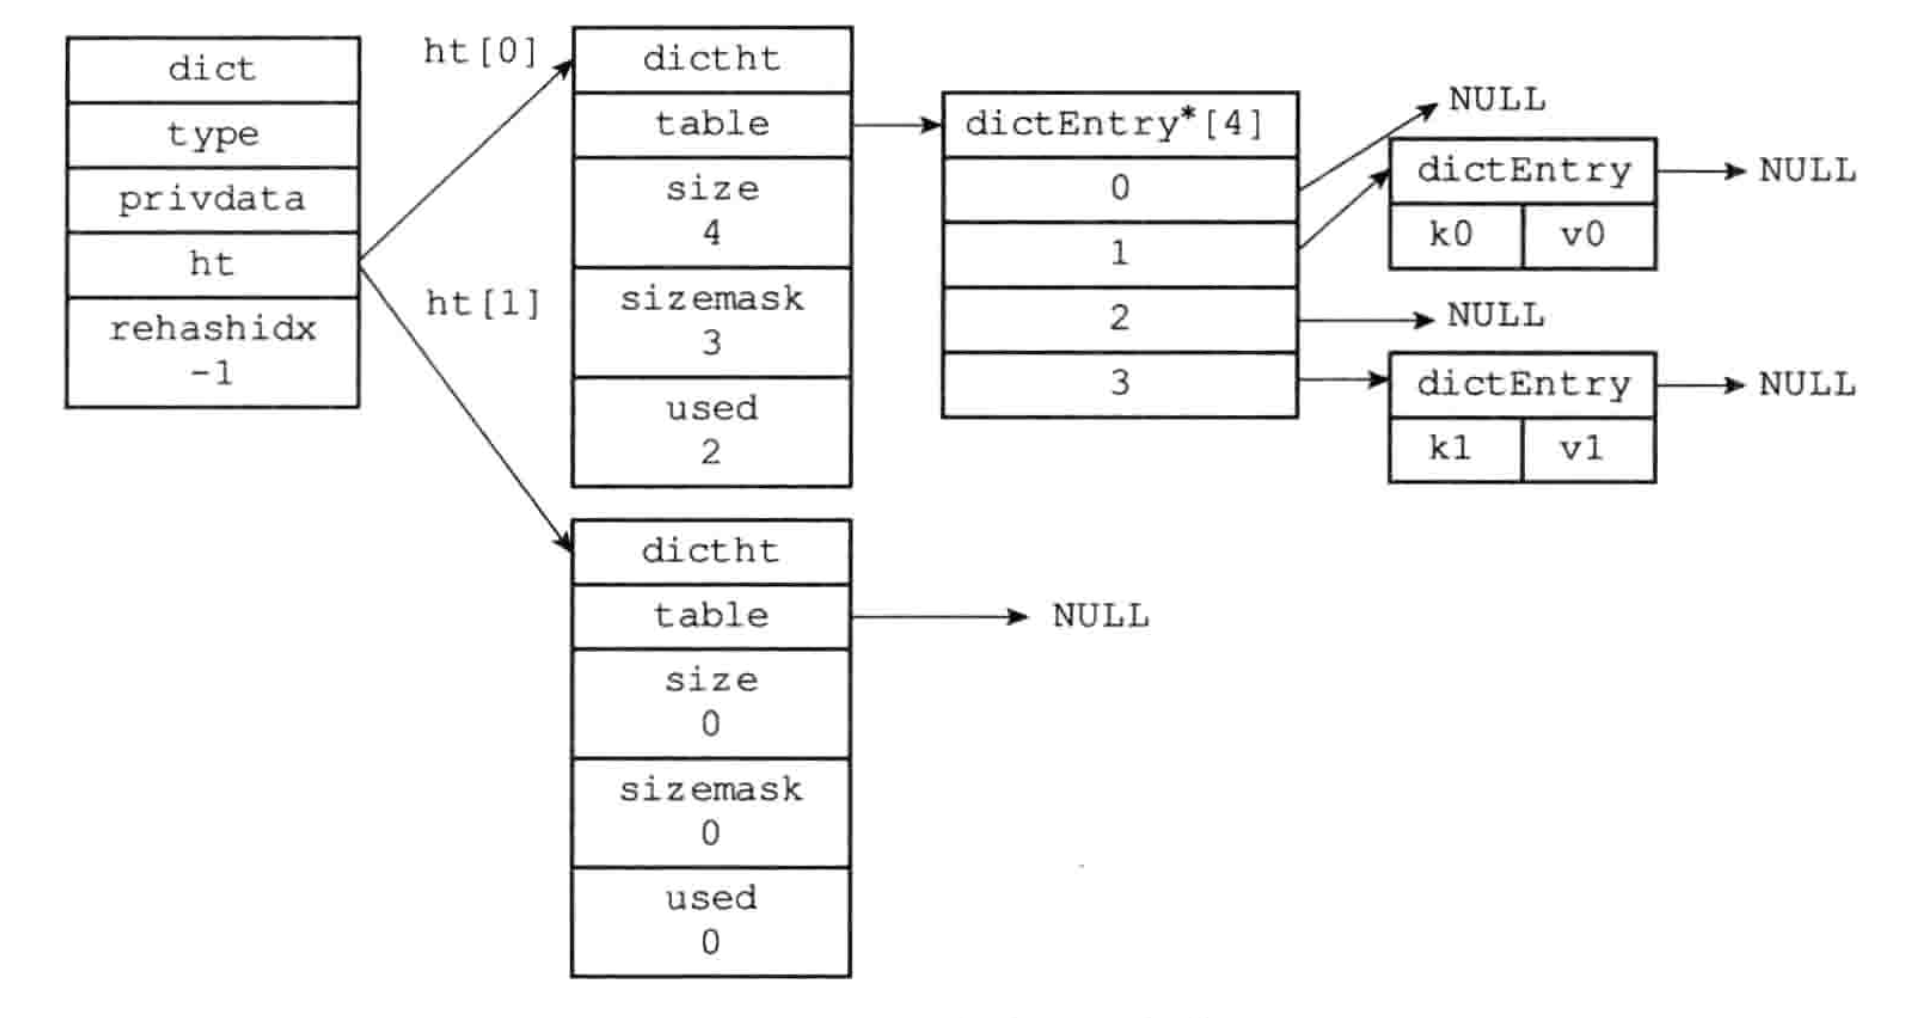 dict
type
privdata
ht
rehashidx
-1
ht[0]
ht[1]
dictht
table
size
4
sizemask
3
used
2
dictEntry*[4]
0
1
2
3
NULL
dictEntry
k0 v0
NULL
NULL
dictEntry
k1 v1
NULL
dictht
table
size
0
sizemask
0
used
0
NULL